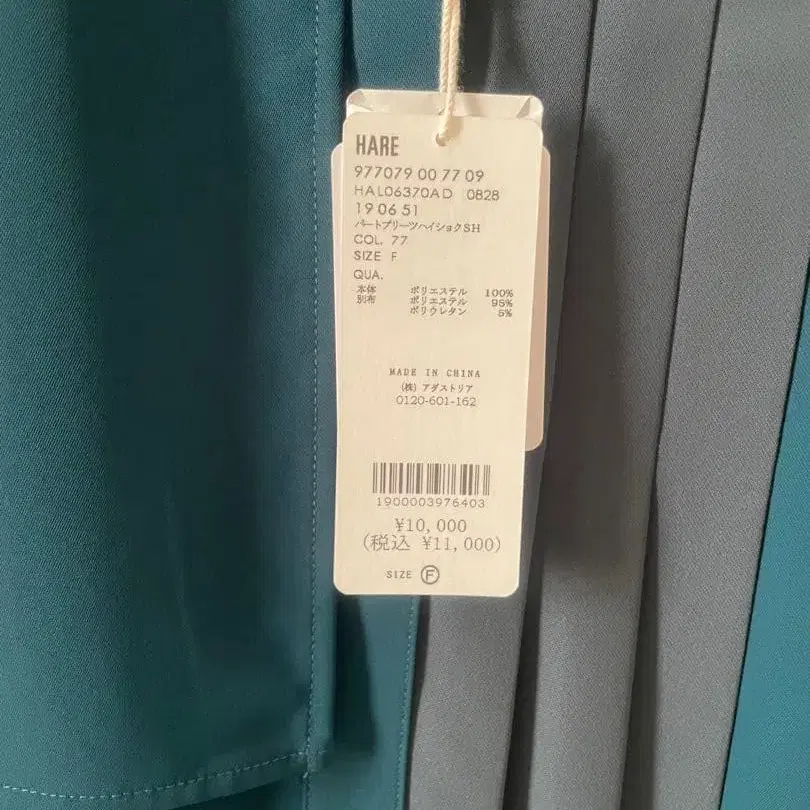 HARE
977079 00 77 09
HAL06370AD 0828
19 06 51
パートプリーツハイショクSH
COL. 77
SIZE F
QUA.
本体 ポリエステル 100%
別布 ポリエステル 95%
ポリウレタン 5%
MADE IN CHINA
(株) アダストリア
0120-601-162
1900003976403
¥10,000
(税込 ¥11,000)
SIZE F